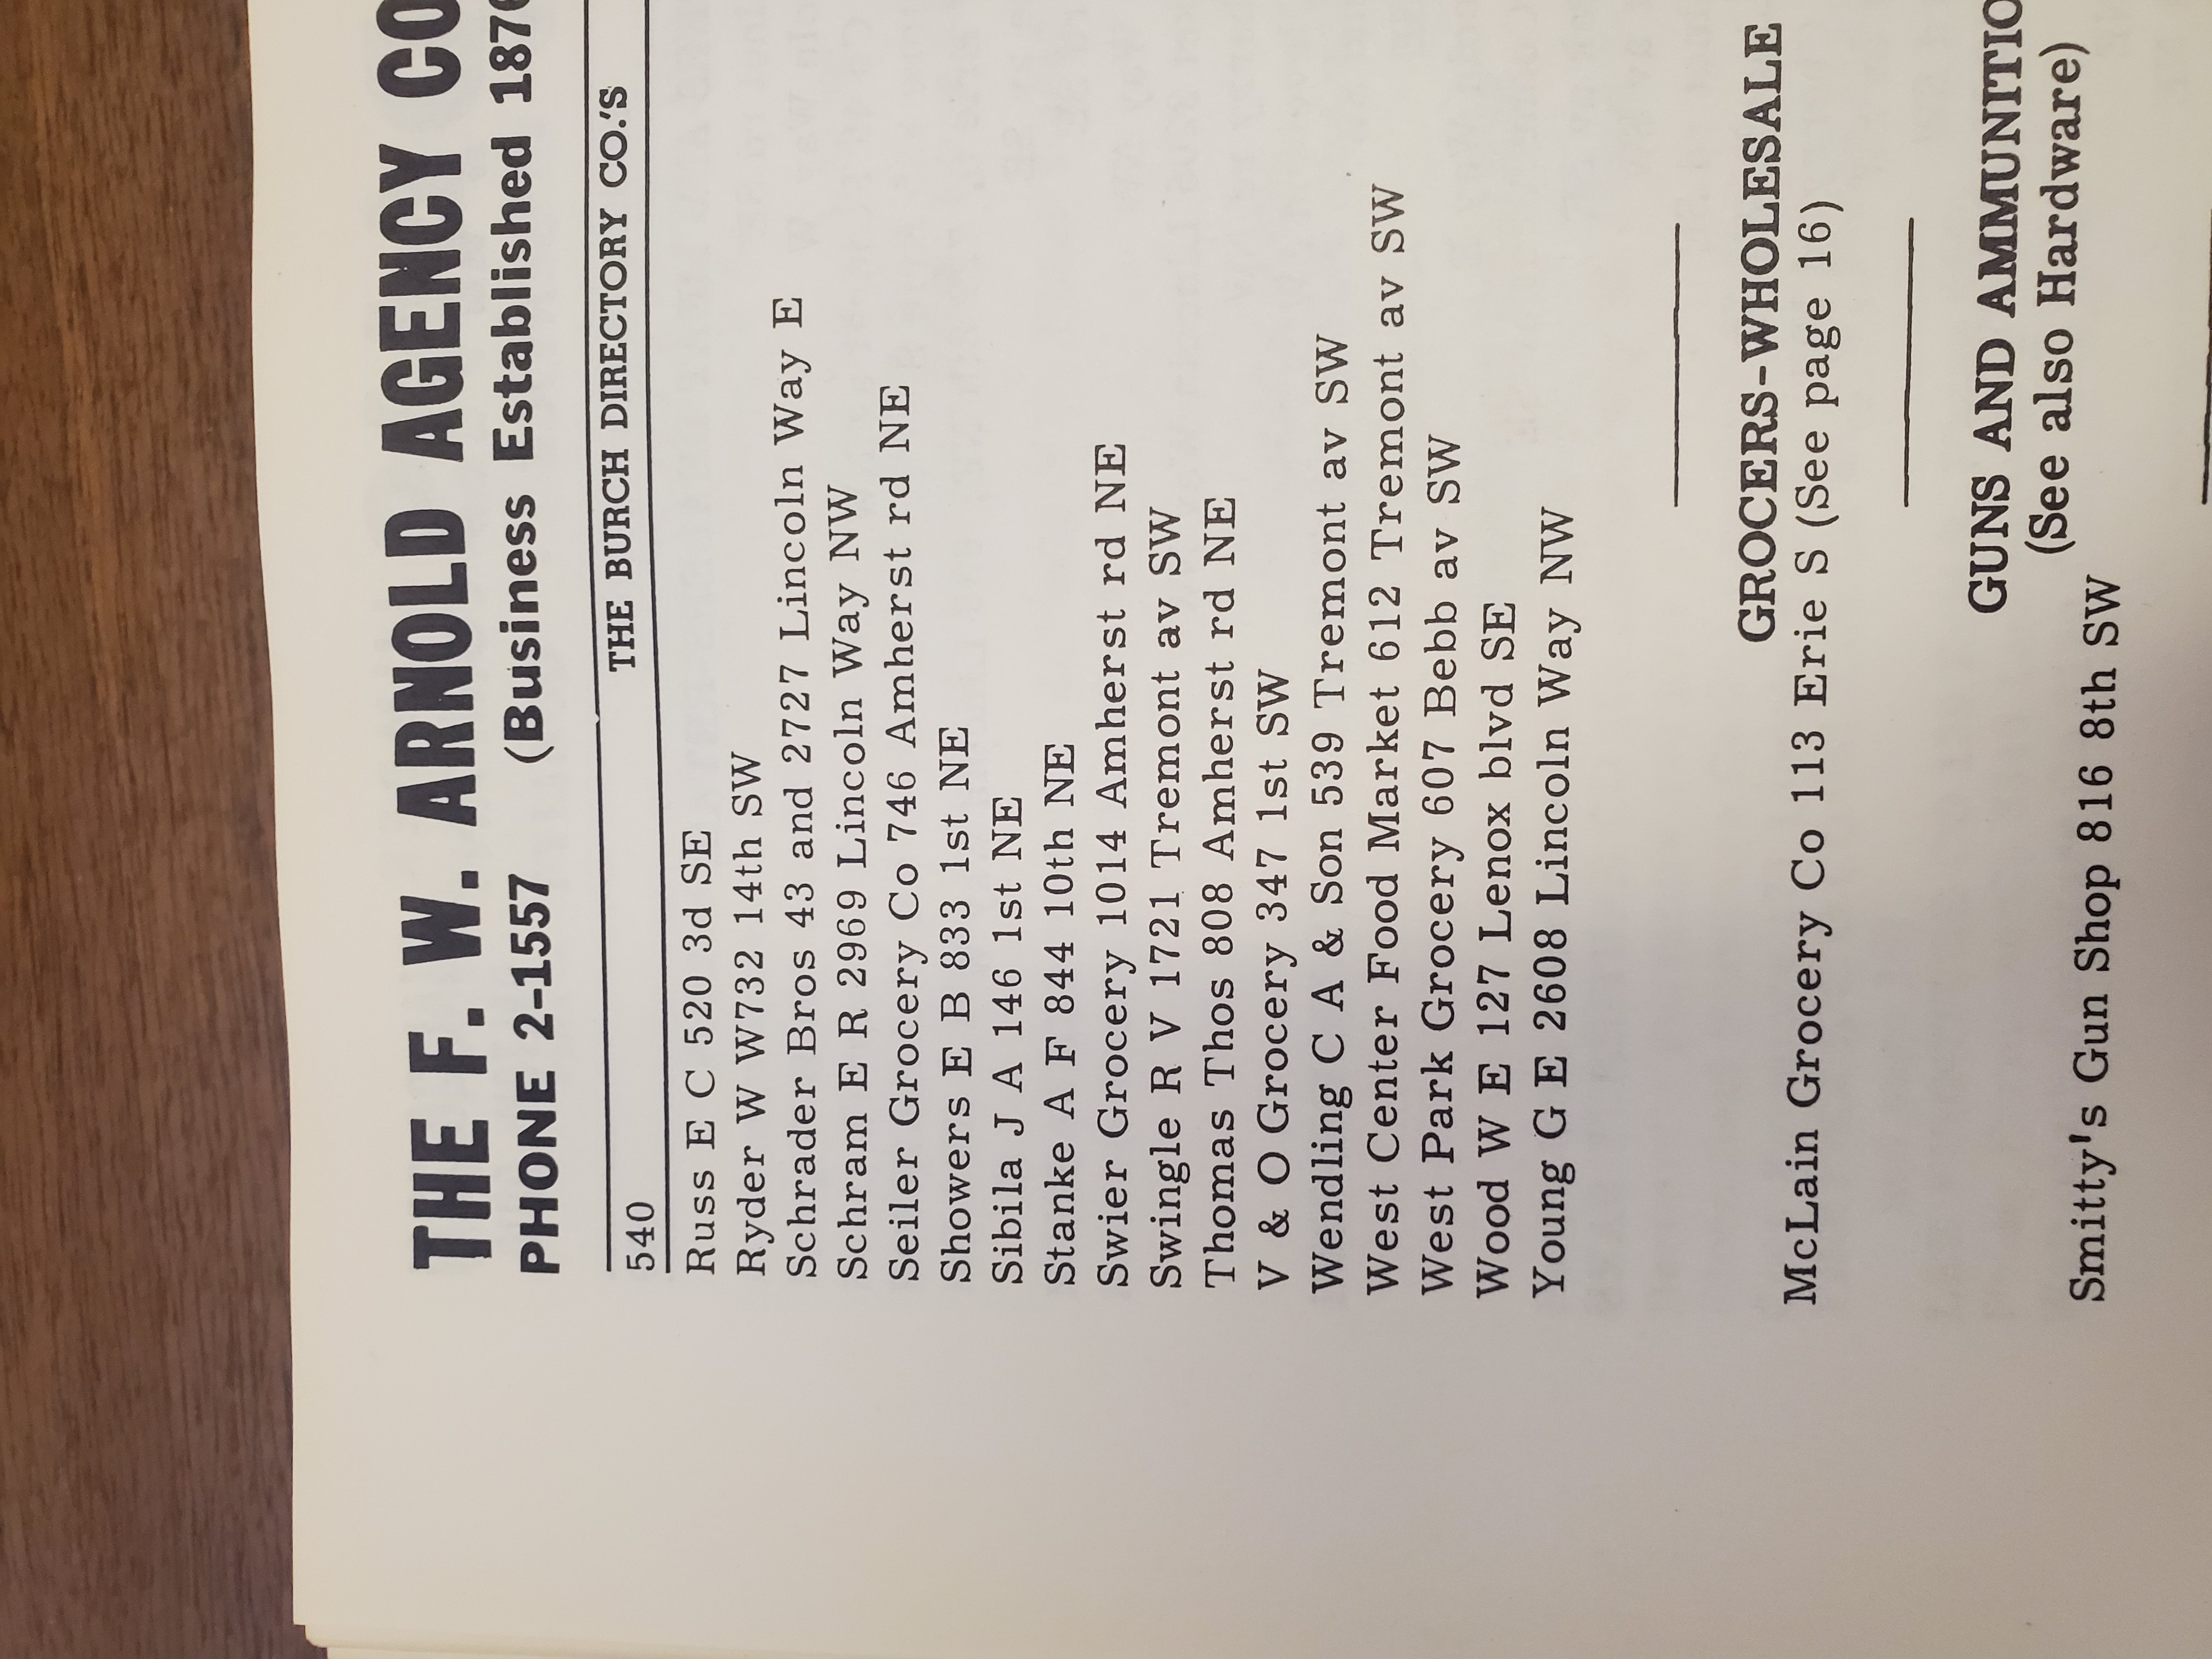 THE F. W. ARNOLD AGENCY CO
PHONE 2-1557 (Business Established 187
540 THE BURCH DIRECTORY CO.'S
Russ E C 520 3d SE
Ryder W W732 14th SW
Schrader Bros 43 and 2727 Lincoln Way E
Schram E R 2969 Lincoln Way NW
Seiler Grocery Co 746 Amherst rd NE
Showers E B 833 1st NE
Sibila J A 146 1st NE
Stanke A F 844 10th NE
Swier Grocery 1014 Amherst rd NE
Swingle R V 1721 Tremont av SW
Thomas Thos 808 Amherst rd NE
V & O Grocery 347 1st SW
Wendling C A & Son 539 Tremont av SW
West Center Food Market 612 Tremont av SW
West Park Grocery 607 Bebb av SW
Wood W E 127 Lenox blvd SE
Young G E 2608 Lincoln Way NW
GROCERS-WHOLESALE
McLain Grocery Co 113 Erie S (See page 16)
GUNS AND AMMUNITIO
(See also Hardware)
Smitty's Gun Shop 816 8th SW